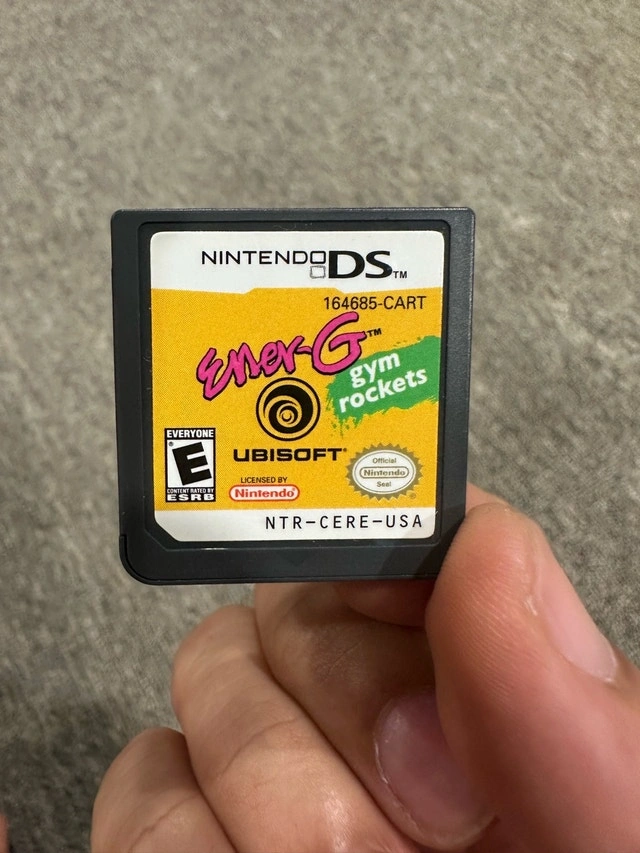 NINTENDO DS™
164685-CART
Ener-G™
gym
rockets
UBISOFT®
EVERYONE
E
CONTENT RATED BY
ESRB
LICENSED BY
Nintendo®
Official
Nintendo
Seal
NTR-CERE-USA